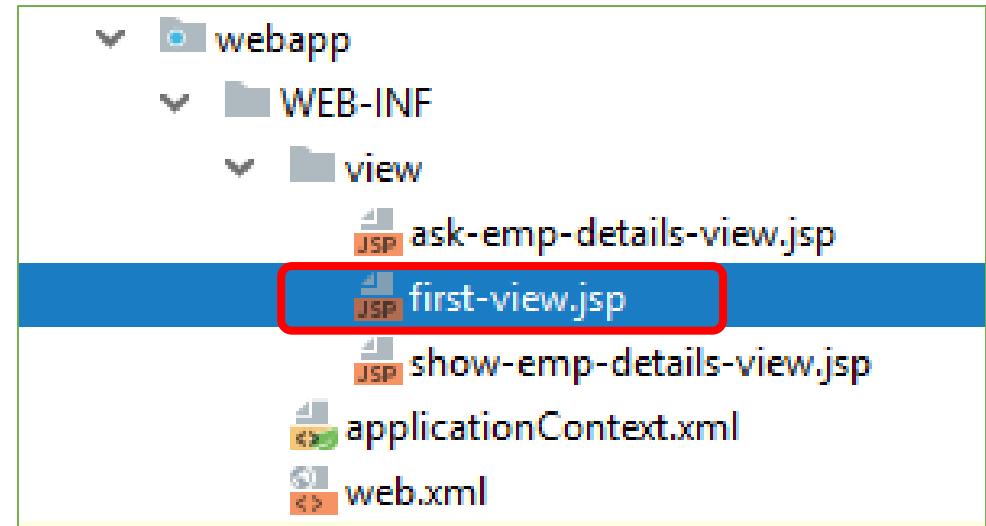 webapp
WEB-INF
view
JSP ask-emp-details-view.jsp
JSP first-view.jsp
JSP show-emp-details-view.jsp
<> applicationContext.xml
<> web.xml